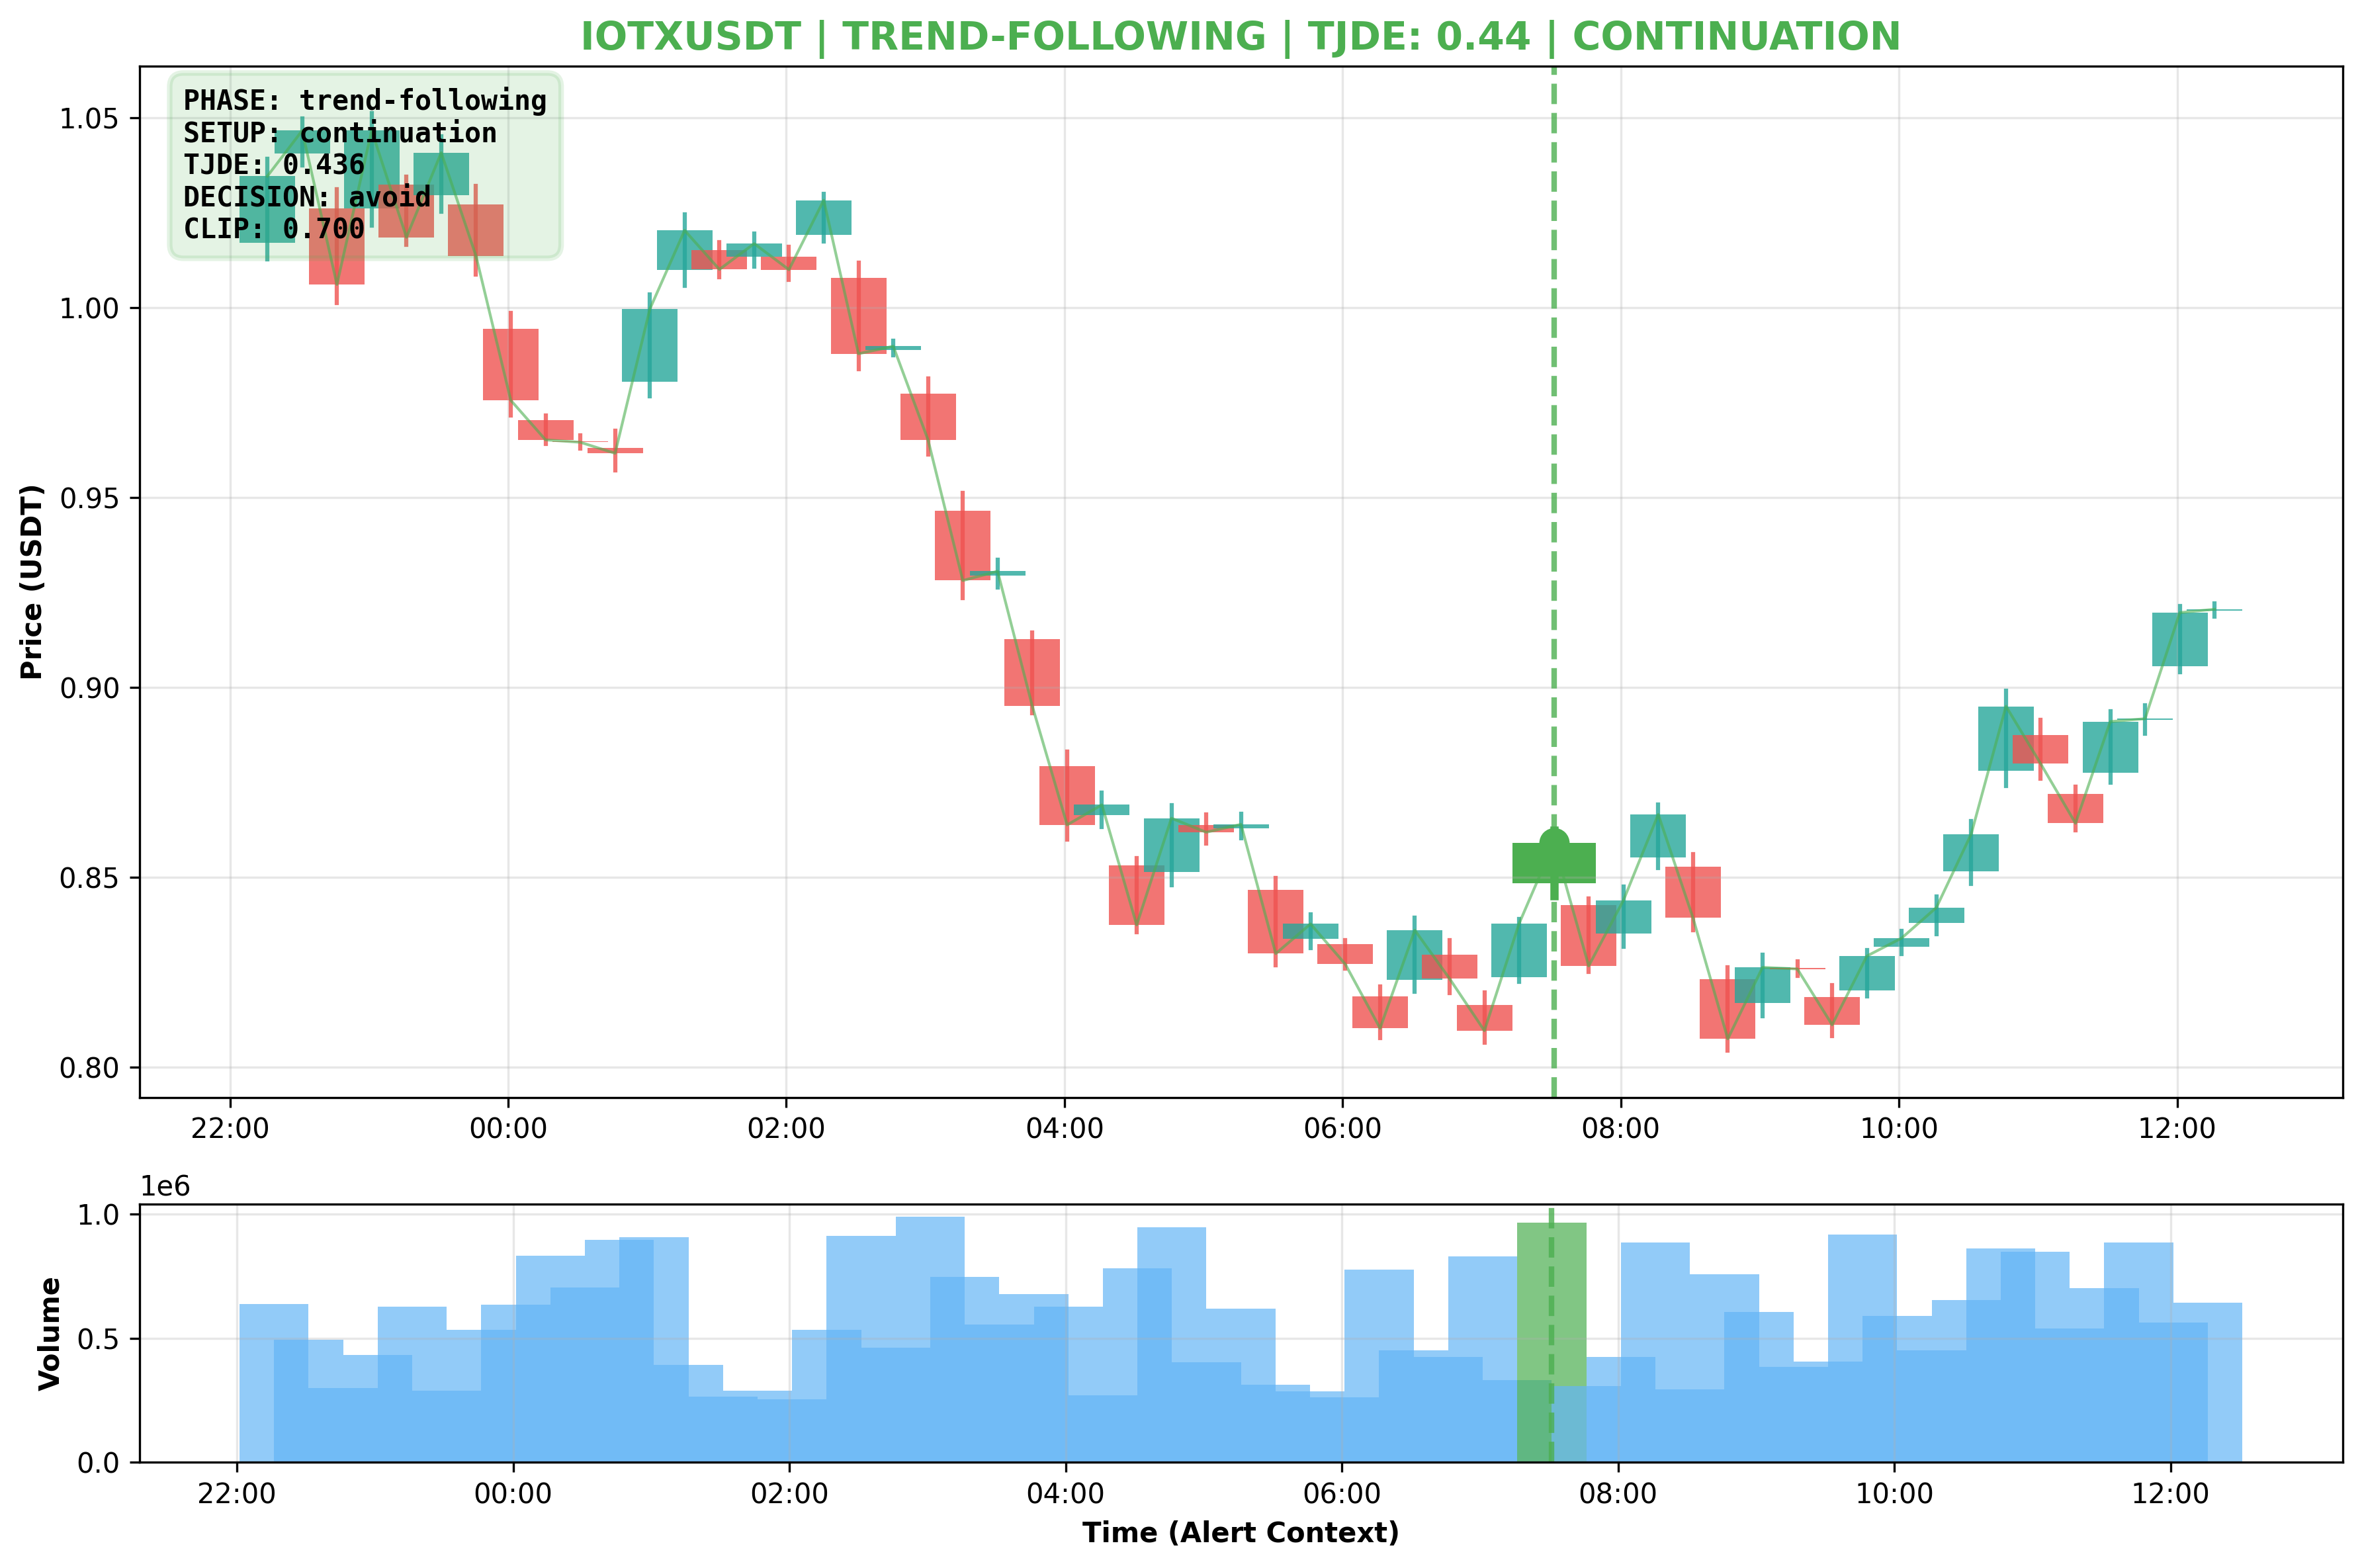 IOTXUSDT | TREND-FOLLOWING | TJDE: 0.44 | CONTINUATION
PHASE: trend-following
SETUP: continuation
TJDE: 0.436
DECISION: avoid
CLIP: 0.700
Price (USDT)
1.05
1.00
0.95
0.90
0.85
0.80
22:00 00:00 02:00 04:00 06:00 08:00 10:00 12:00
1e6
Volume
1.0
0.5
0.0
22:00 00:00 02:00 04:00 06:00 08:00 10:00 12:00
Time (Alert Context)